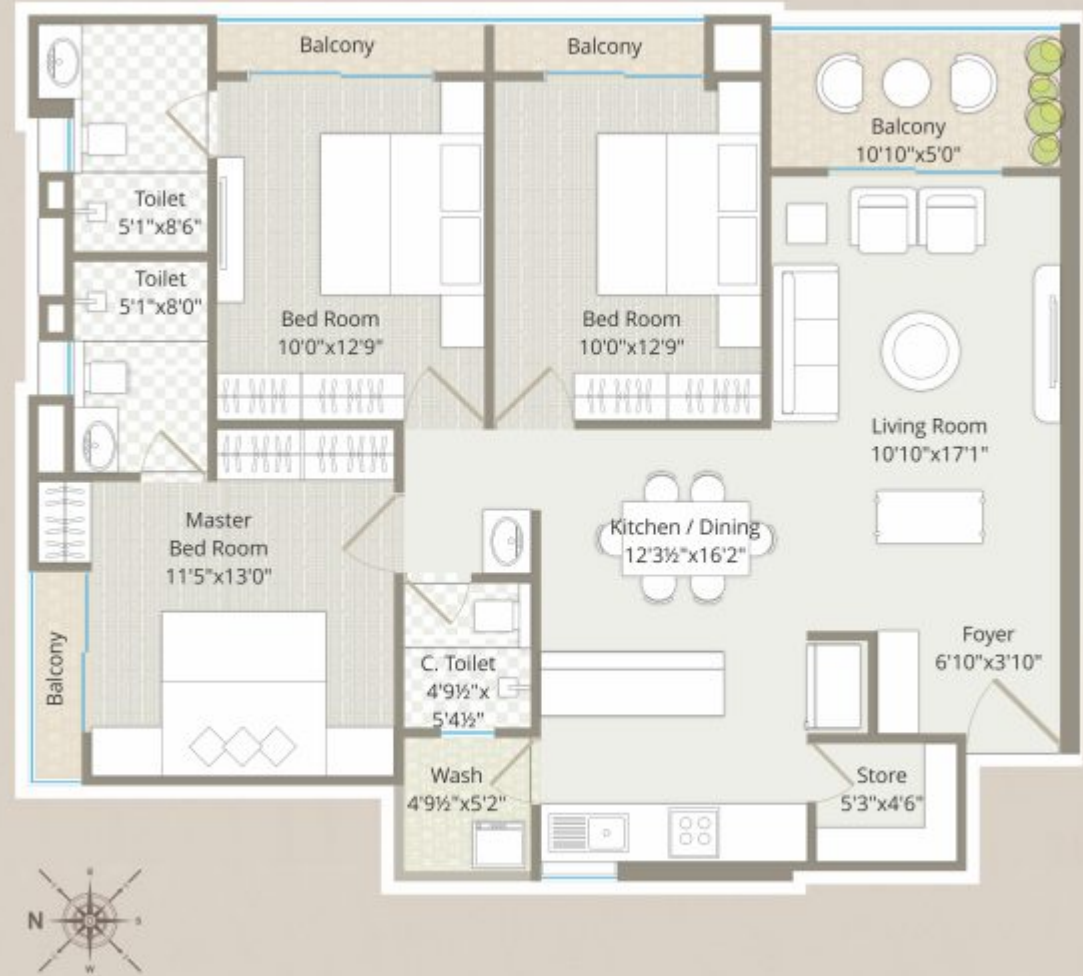 Balcony
Balcony
Balcony
10'10"x5'0"
Toilet
5'1"x8'6"
Toilet
5'1"x8'0"
Bed Room
10'0"x12'9"
Bed Room
10'0"x12'9"
Living Room
10'10"x17'1"
Master
Bed Room
11'5"x13'0"
Kitchen / Dining
12'3½"x16'2"
Balcony
C. Toilet
4'9½"x
5'4½"
Foyer
6'10"x3'10"
Wash
4'9½"x5'2"
Store
5'3"x4'6"
N
S
W